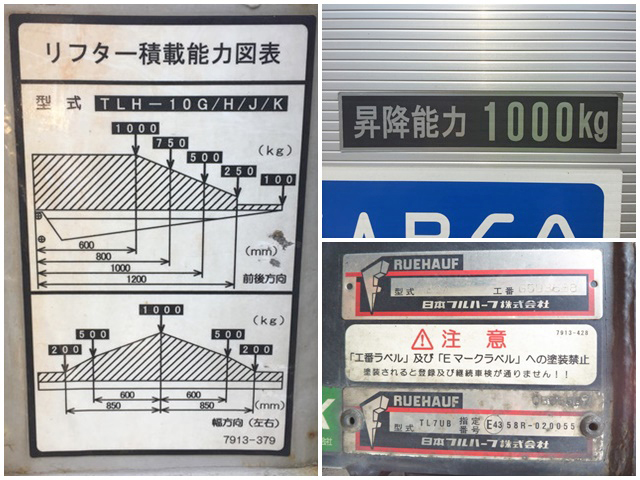 リフター積載能力図表
型式 TLH-10G/H/J/K
1000
750
(kg)
500
250
100
600
(mm)
800
1000
前後方向
1200
1000
(kg)
500 500
200 200
600 600
850 850 (mm)
幅方向(左右)
7913-379
昇降能力 1000kg
RUEHAUF
型式 工番
日本フルハーフ株式会社
⚠注意 7913-428
「工番ラベル」及び「Eマークラベル」への塗装禁止
塗装されると登録及び継続車検が通りません!!
RUEHAUF
型式 TL7UB 指定番号 E43 58R-020055
日本フルハーフ株式会社